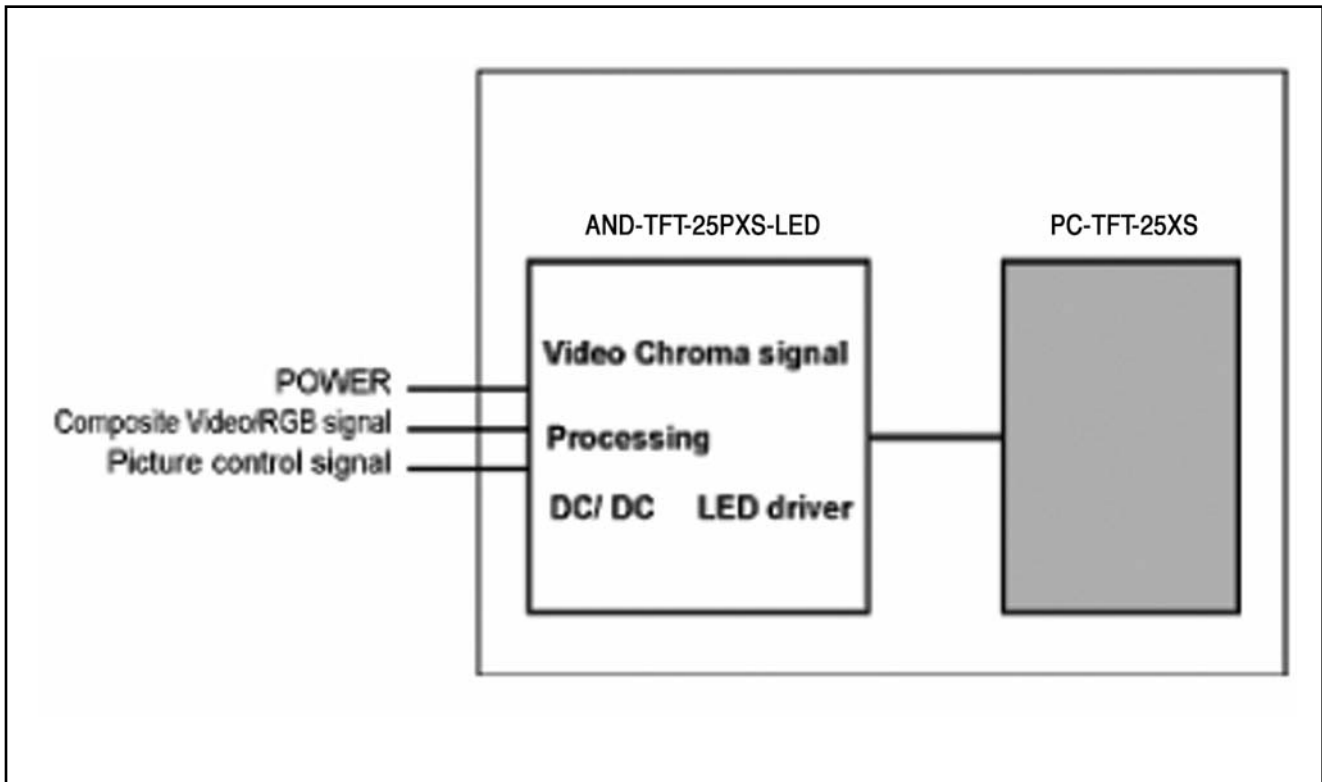 AND-TFT-25PXS-LED
PC-TFT-25XS
Video Chroma signal
POWER
Composite Video/RGB signal
Processing
Picture control signal
DC/ DC LED driver